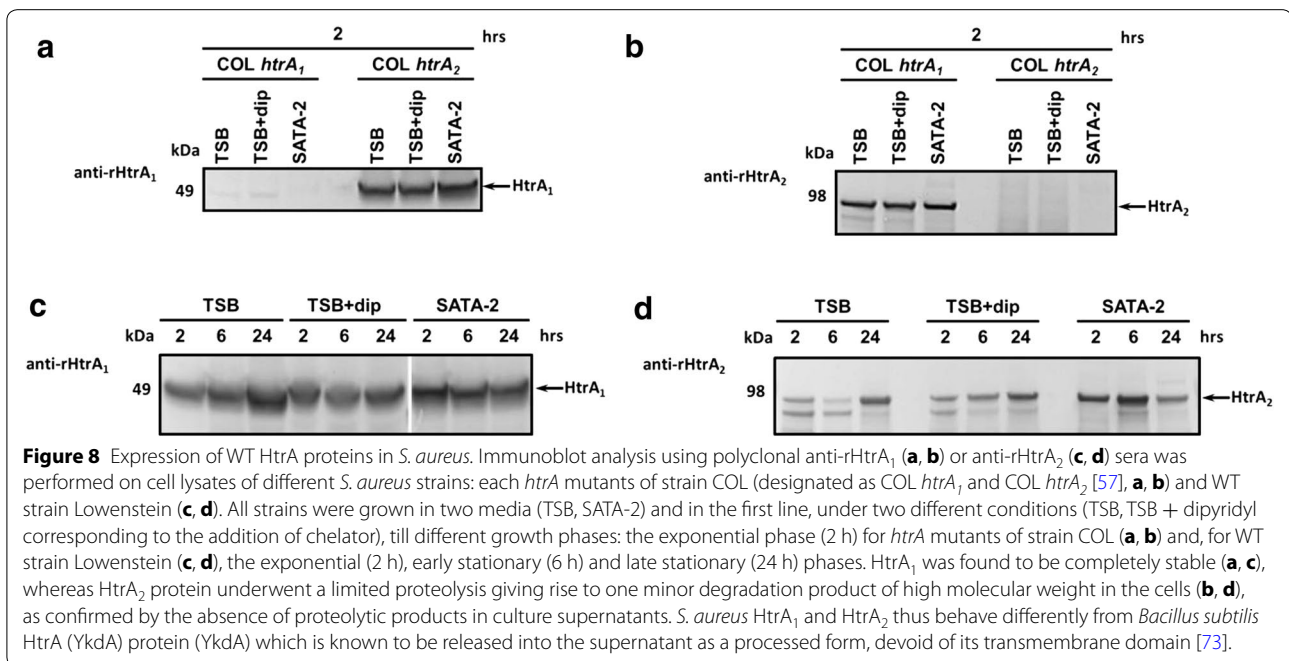 a
2 hrs
COL htrA₁ COL htrA₂
TSB TSB+dip SATA-2 TSB TSB+dip SATA-2
kDa
anti-rHtrA₁
49
HtrA₁
b
2 hrs
COL htrA₁ COL htrA₂
TSB TSB+dip SATA-2 TSB TSB+dip SATA-2
kDa
anti-rHtrA₂
98
HtrA₂
c
TSB TSB+dip SATA-2
kDa 2 6 24 2 6 24 2 6 24 hrs
anti-rHtrA₁
49
HtrA₁
d
TSB TSB+dip SATA-2
kDa 2 6 24 2 6 24 2 6 24 hrs
anti-rHtrA₂
98
HtrA₂
Figure 8 Expression of WT HtrA proteins in S. aureus. Immunoblot analysis using polyclonal anti-rHtrA₁ (a, b) or anti-rHtrA₂ (c, d) sera was
performed on cell lysates of different S. aureus strains: each htrA mutants of strain COL (designated as COL htrA₁ and COL htrA₂ [57], a, b) and WT
strain Lowenstein (c, d). All strains were grown in two media (TSB, SATA-2) and in the first line, under two different conditions (TSB, TSB + dipyridyl
corresponding to the addition of chelator), till different growth phases: the exponential phase (2 h) for htrA mutants of strain COL (a, b) and, for WT
strain Lowenstein (c, d), the exponential (2 h), early stationary (6 h) and late stationary (24 h) phases. HtrA₁ was found to be completely stable (a, c),
whereas HtrA₂ protein underwent a limited proteolysis giving rise to one minor degradation product of high molecular weight in the cells (b, d),
as confirmed by the absence of proteolytic products in culture supernatants. S. aureus HtrA₁ and HtrA₂ thus behave differently from Bacillus subtilis
HtrA (YkdA) protein (YkdA) which is known to be released into the supernatant as a processed form, devoid of its transmembrane domain [73].